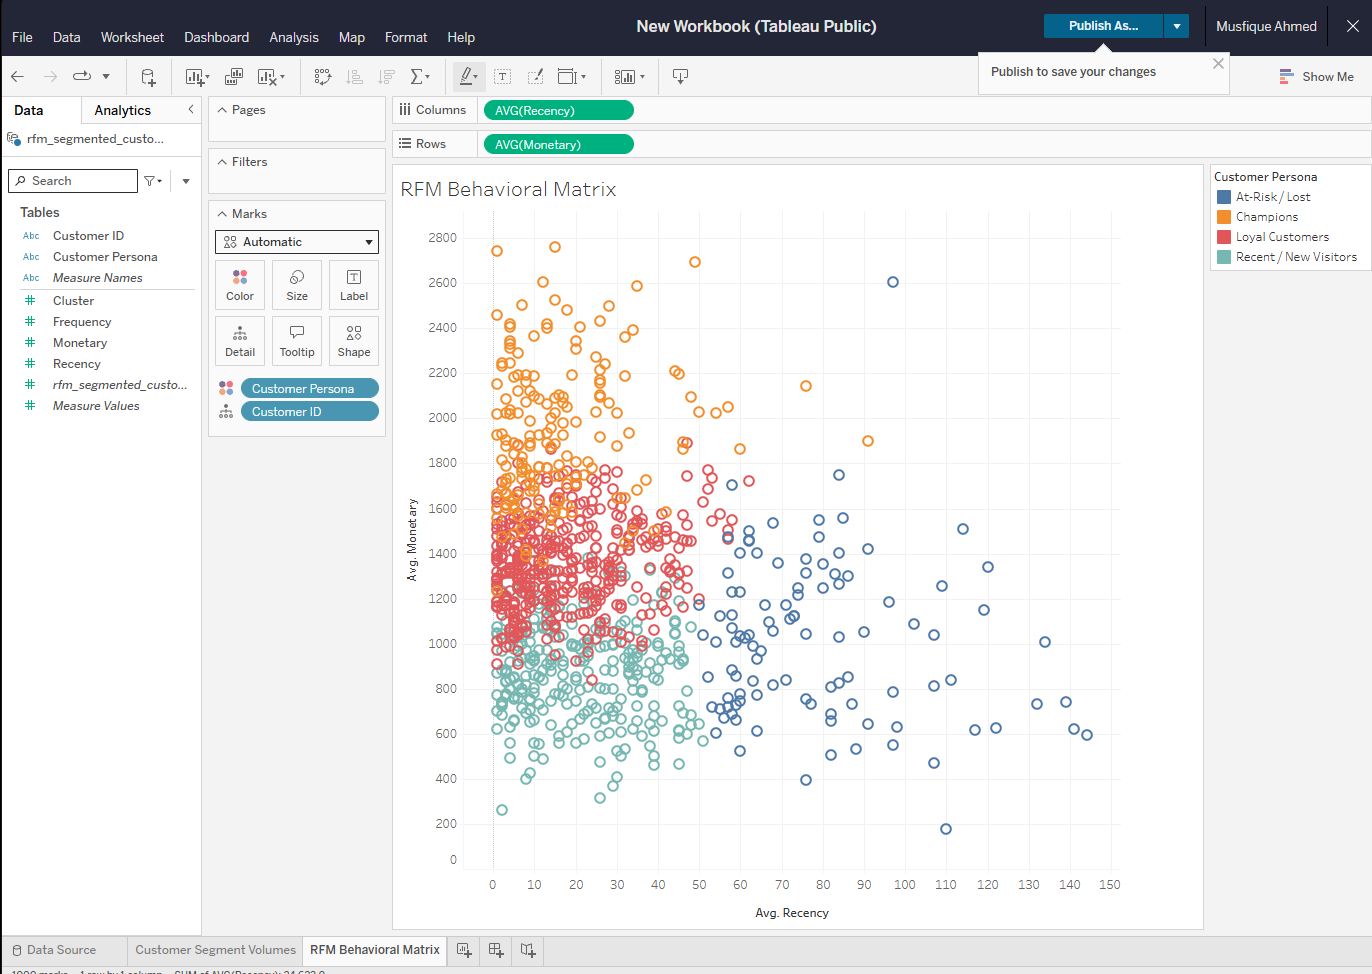 New Workbook (Tableau Public)
Publish As...
Musfique Ahmed
File Data Worksheet Dashboard Analysis Map Format Help
Publish to save your changes
Show Me
Data
Analytics
rfm_segmented_custo...
Search
Tables
Abc Customer ID
Abc Customer Persona
Abc Measure Names
Cluster
Frequency
Monetary
Recency
rfm_segmented_custo...
Measure Values
Pages
Filters
Marks
Automatic
Color Size Label
Detail Tooltip Shape
Customer Persona
Customer ID
Columns AVG(Recency)
Rows AVG(Monetary)
RFM Behavioral Matrix
2800
2600
2400
2200
2000
1800
1600
1400
1200
1000
800
600
400
200
0
Avg. Monetary
0 10 20 30 40 50 60 70 80 90 100 110 120 130 140 150
Avg. Recency
Customer Persona
At-Risk / Lost
Champions
Loyal Customers
Recent / New Visitors
Data Source
Customer Segment Volumes
RFM Behavioral Matrix